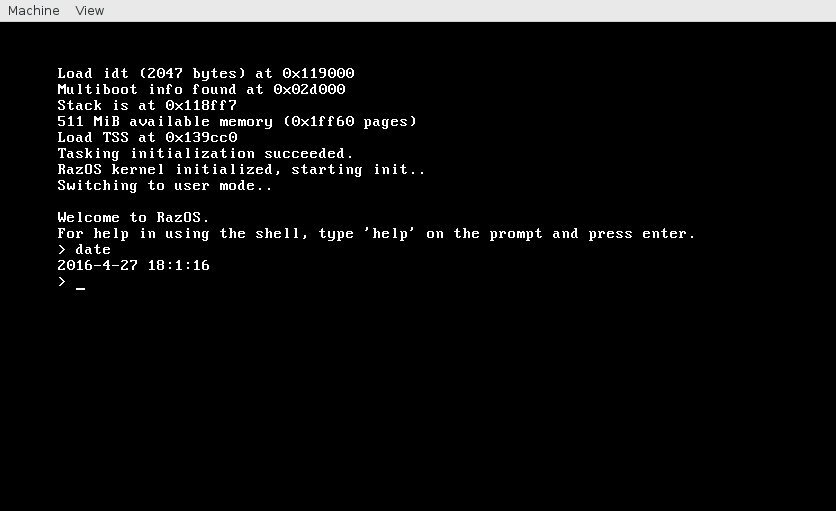 Machine View
Load idt (2047 bytes) at 0x119000
Multiboot info found at 0x02d000
Stack is at 0x118ff7
511 MiB available memory (0x1ff60 pages)
Load TSS at 0x139cc0
Tasking initialization succeeded.
RazOS kernel initialized, starting init..
Switching to user mode..
Welcome to RazOS.
For help in using the shell, type 'help' on the prompt and press enter.
> date
2016-4-27 18:1:16
> _